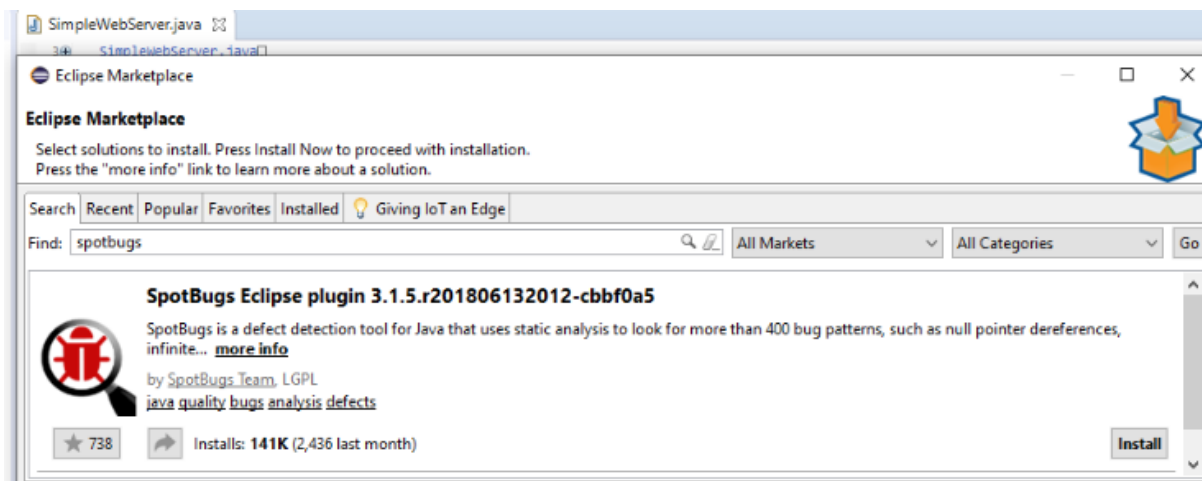 SimpleWebServer.java
3 SimpleWebServer.java
Eclipse Marketplace
Eclipse Marketplace
Select solutions to install. Press Install Now to proceed with installation.
Press the "more info" link to learn more about a solution.
Search Recent Popular Favorites Installed Giving IoT an Edge
Find: spotbugs All Markets All Categories Go
SpotBugs Eclipse plugin 3.1.5.r201806132012-cbbf0a5
SpotBugs is a defect detection tool for Java that uses static analysis to look for more than 400 bug patterns, such as null pointer dereferences,
infinite... more info
by SpotBugs Team, LGPL
java quality bugs analysis defects
738 Installs: 141K (2,436 last month) Install